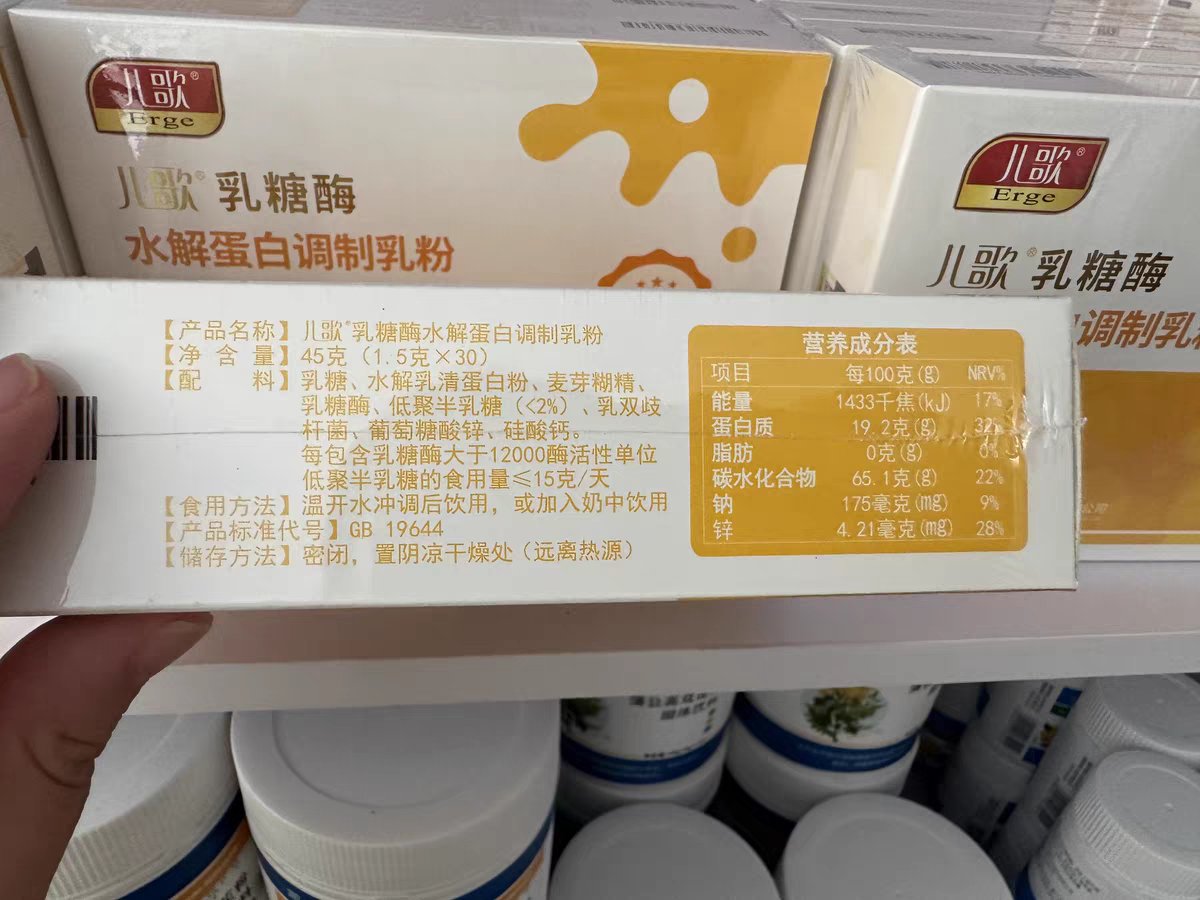 儿歌®
Erge
儿歌® 乳糖酶
水解蛋白调制乳粉
儿歌®
Erge
儿歌®乳糖酶
调制乳
【产品名称】儿歌®乳糖酶水解蛋白调制乳粉
【净 含 量】45克（1.5克×30）
【配 料】乳糖、水解乳清蛋白粉、麦芽糊精、
乳糖酶、低聚半乳糖（<2%）、乳双歧
杆菌、葡萄糖酸锌、硅酸钙。
每包含乳糖酶大于12000酶活性单位
低聚半乳糖的食用量≤15克/天
【食用方法】温开水冲调后饮用，或加入奶中饮用
【产品标准代号】GB 19644
【储存方法】密闭，置阴凉干燥处（远离热源）
营养成分表
项目 每100克(g) NRV%
能量 1433千焦(kJ) 17%
蛋白质 19.2克(g) 32%
脂肪 0克(g) 0%
碳水化合物 65.1克(g) 22%
钠 175毫克(mg) 9%
锌 4.21毫克(mg) 28%
固体饮料